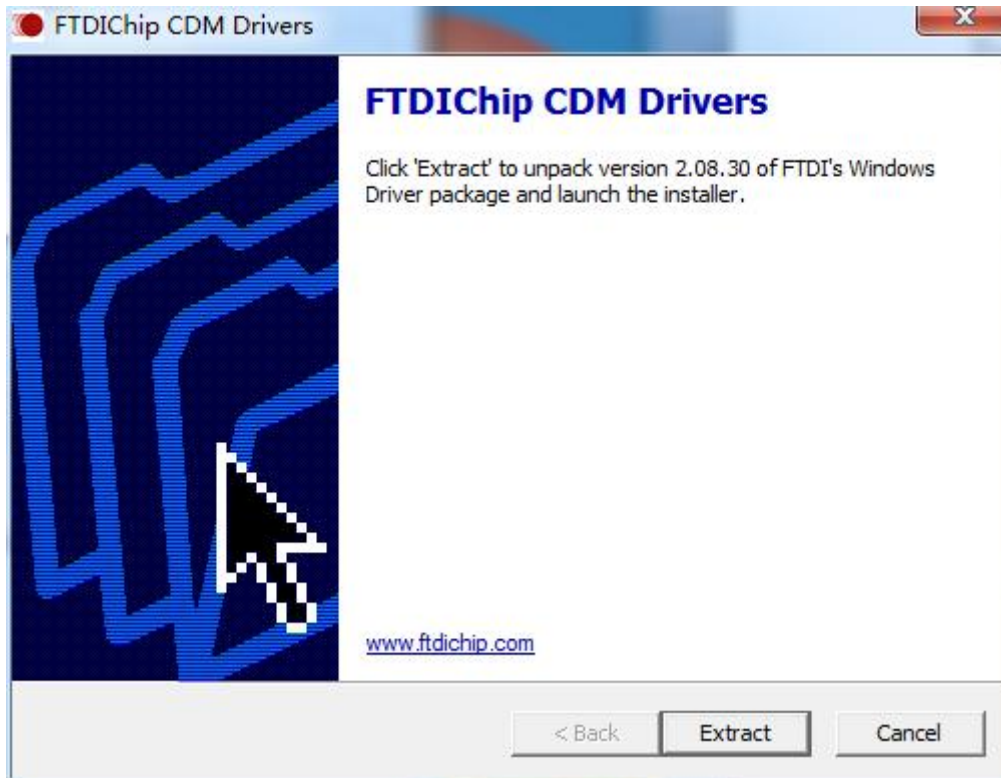 FTDIChip CDM Drivers
FTDIChip CDM Drivers
Click 'Extract' to unpack version 2.08.30 of FTDI's Windows
Driver package and launch the installer.
www.ftdichip.com
< Back
Extract
Cancel